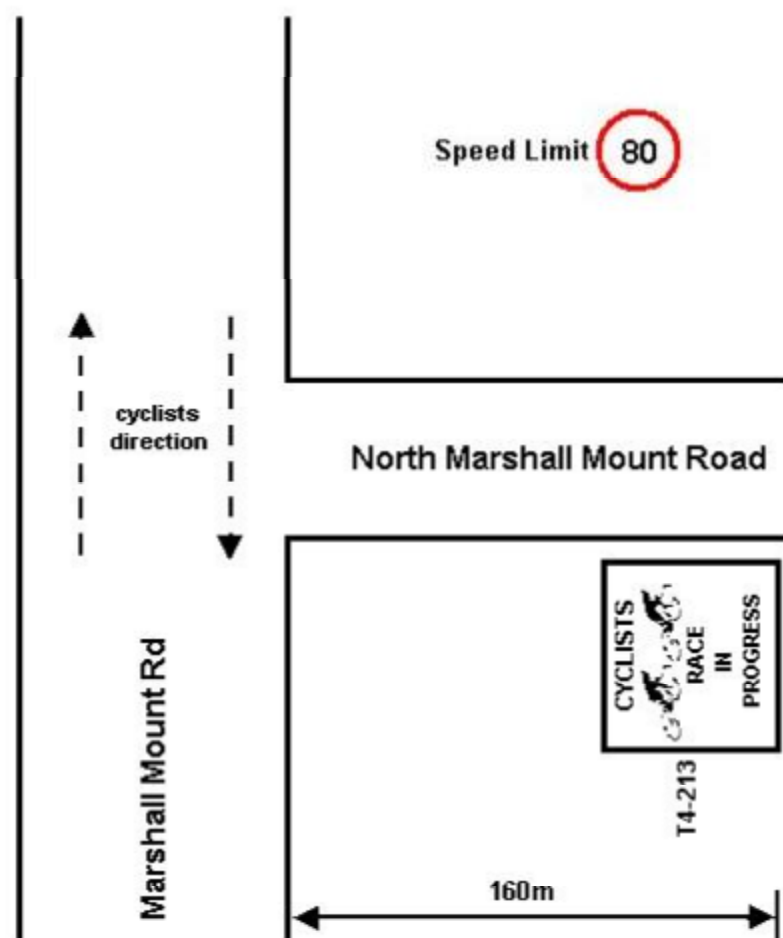 Speed Limit 80
cyclists
direction
North Marshall Mount Road
Marshall Mount Rd
CYCLISTS
RACE
IN
PROGRESS
T4-213
160m